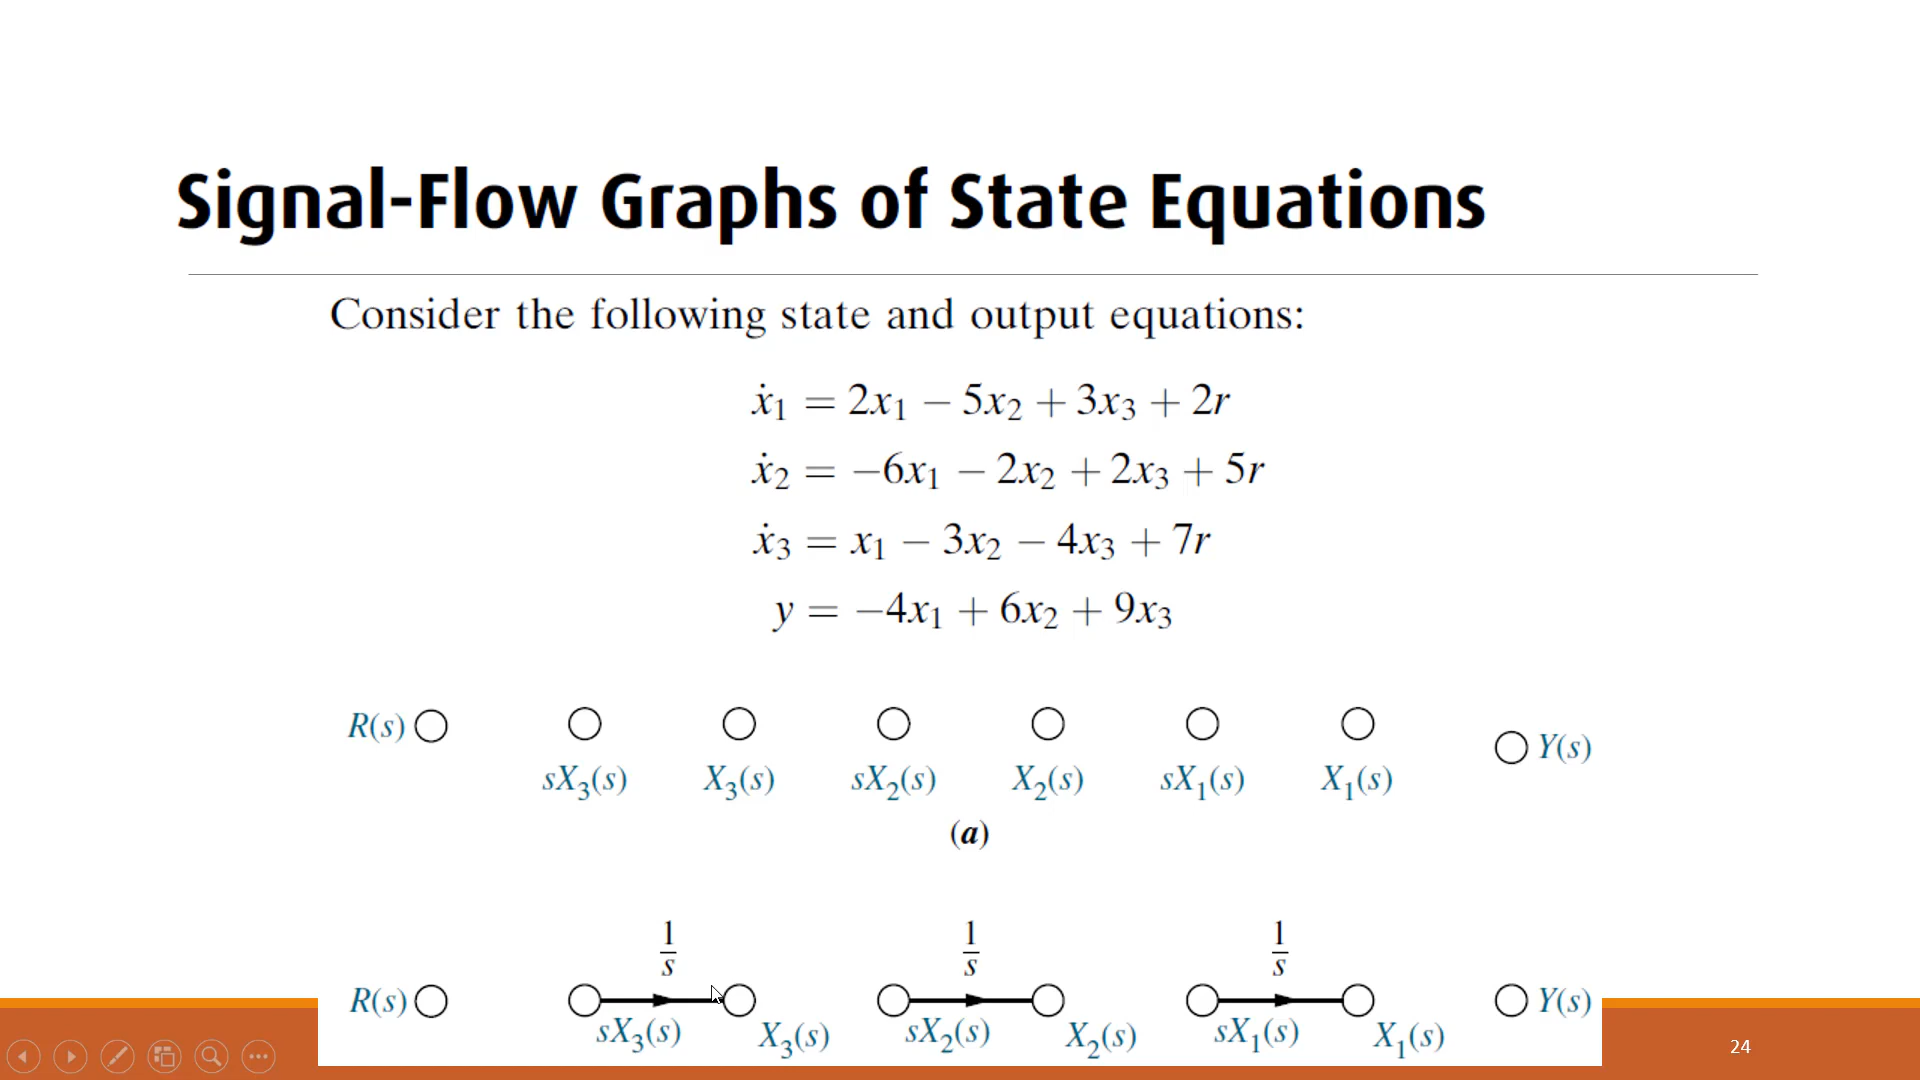 Signal-Flow Graphs of State Equations
Consider the following state and output equations:
ẋ₁ = 2x₁ − 5x₂ + 3x₃ + 2r
ẋ₂ = −6x₁ − 2x₂ + 2x₃ + 5r
ẋ₃ = x₁ − 3x₂ − 4x₃ + 7r
y = −4x₁ + 6x₂ + 9x₃
R(s) Y(s)
sX₃(s) X₃(s) sX₂(s) X₂(s) sX₁(s) X₁(s)
(a)
1/s 1/s 1/s
R(s) Y(s)
sX₃(s) X₃(s) sX₂(s) X₂(s) sX₁(s) X₁(s)
24